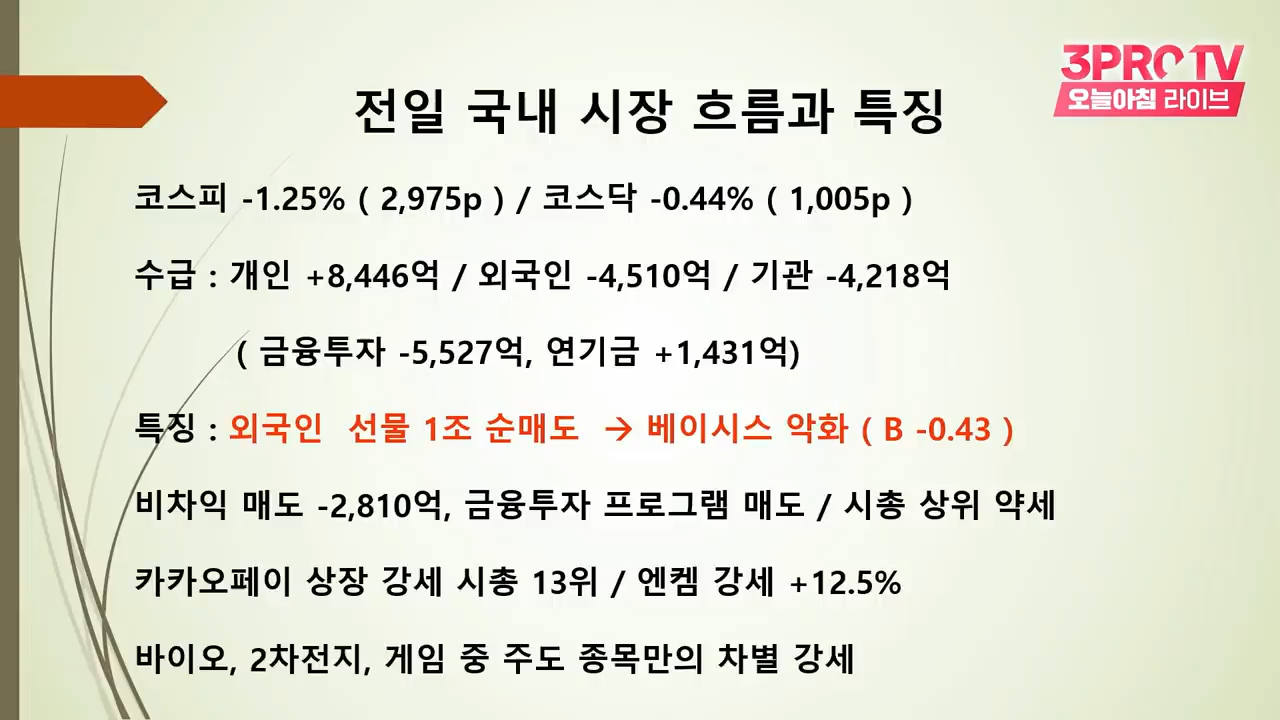 3PRO TV
오늘아침 라이브
전일 국내 시장 흐름과 특징
코스피 -1.25% ( 2,975p ) / 코스닥 -0.44% ( 1,005p )
수급 : 개인 +8,446억 / 외국인 -4,510억 / 기관 -4,218억
( 금융투자 -5,527억, 연기금 +1,431억)
특징 : 외국인 선물 1조 순매도 → 베이시스 악화 ( B -0.43 )
비차익 매도 -2,810억, 금융투자 프로그램 매도 / 시총 상위 약세
카카오페이 상장 강세 시총 13위 / 엔켐 강세 +12.5%
바이오, 2차전지, 게임 중 주도 종목만의 차별 강세